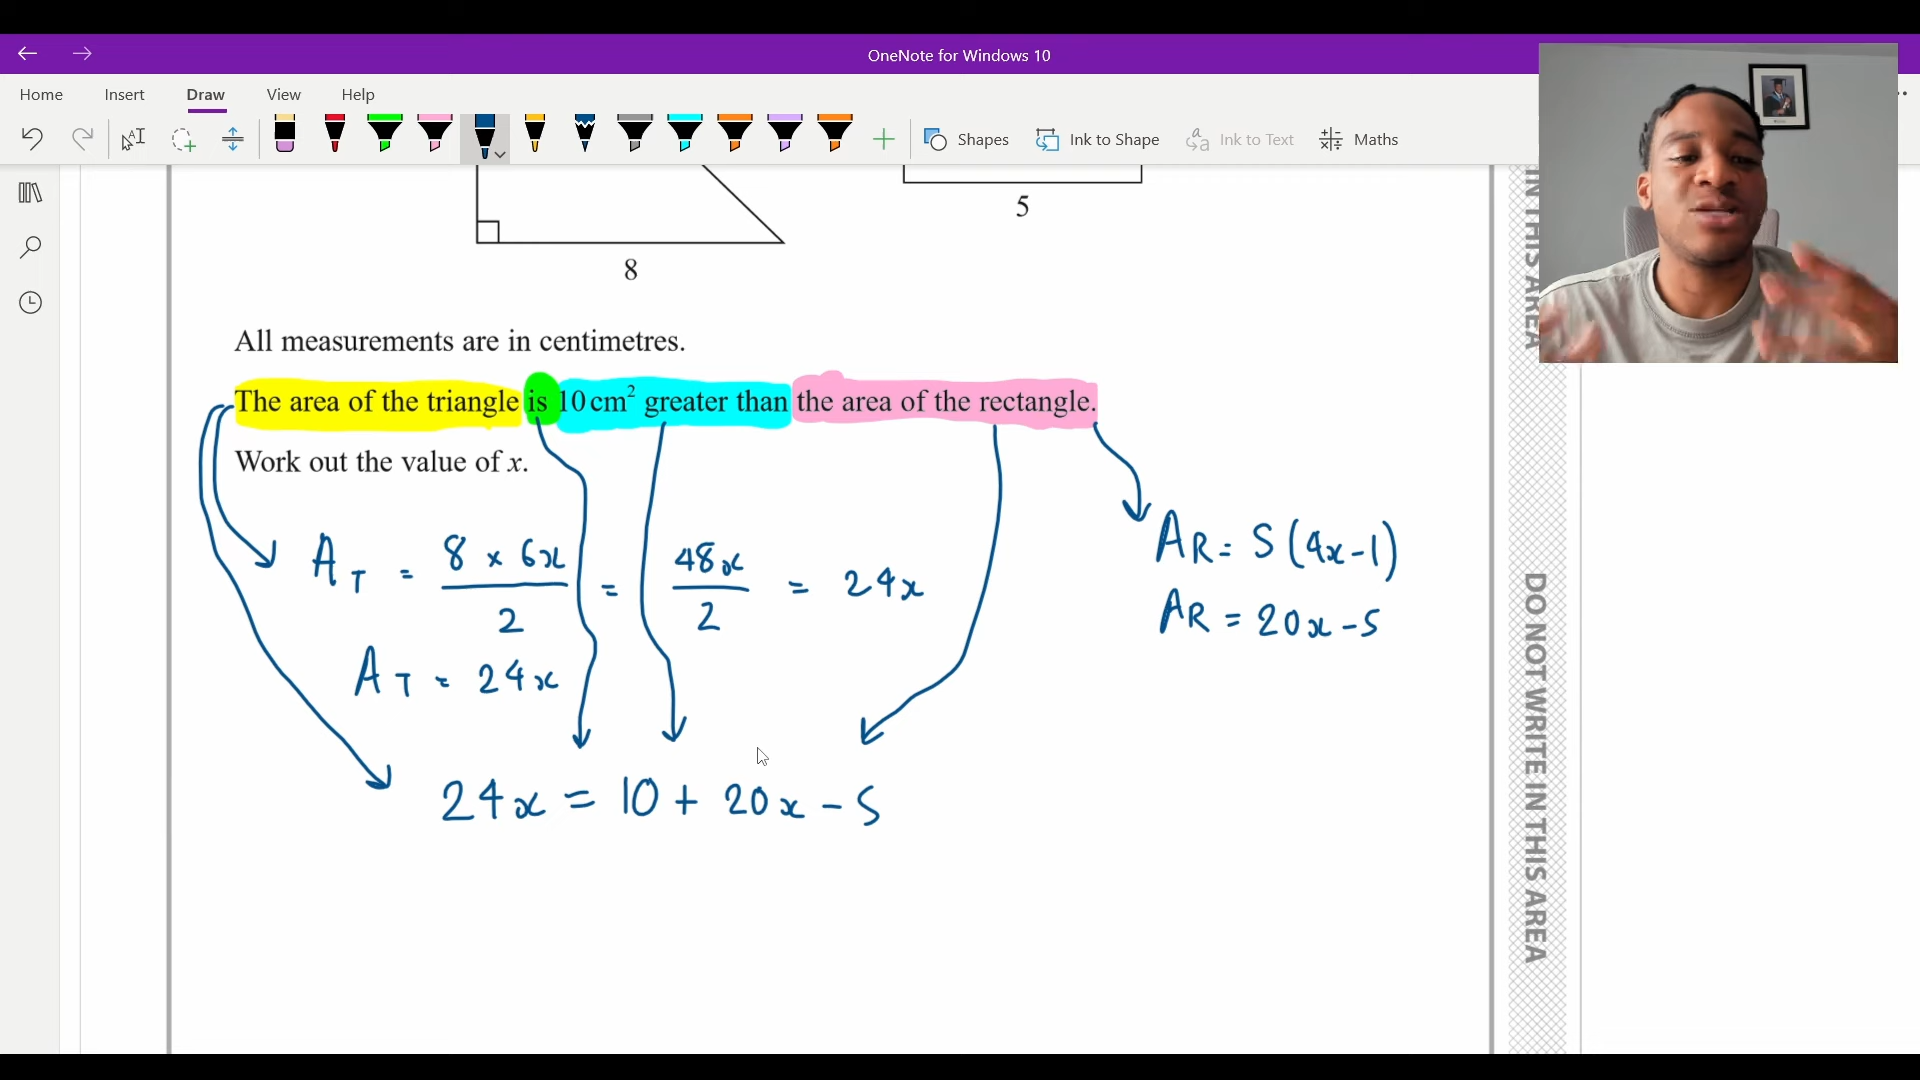 OneNote for Windows 10
Home Insert Draw View Help
Shapes Ink to Shape Ink to Text Maths
5
8
All measurements are in centimetres.
The area of the triangle is 10 cm² greater than the area of the rectangle.
Work out the value of x.
A_T = 8 × 6x / 2 = 48x / 2 = 24x
A_T = 24x
A_R = 5(4x-1)
A_R = 20x-5
24x = 10 + 20x - 5
IN THIS AREA
DO NOT WRITE IN THIS AREA